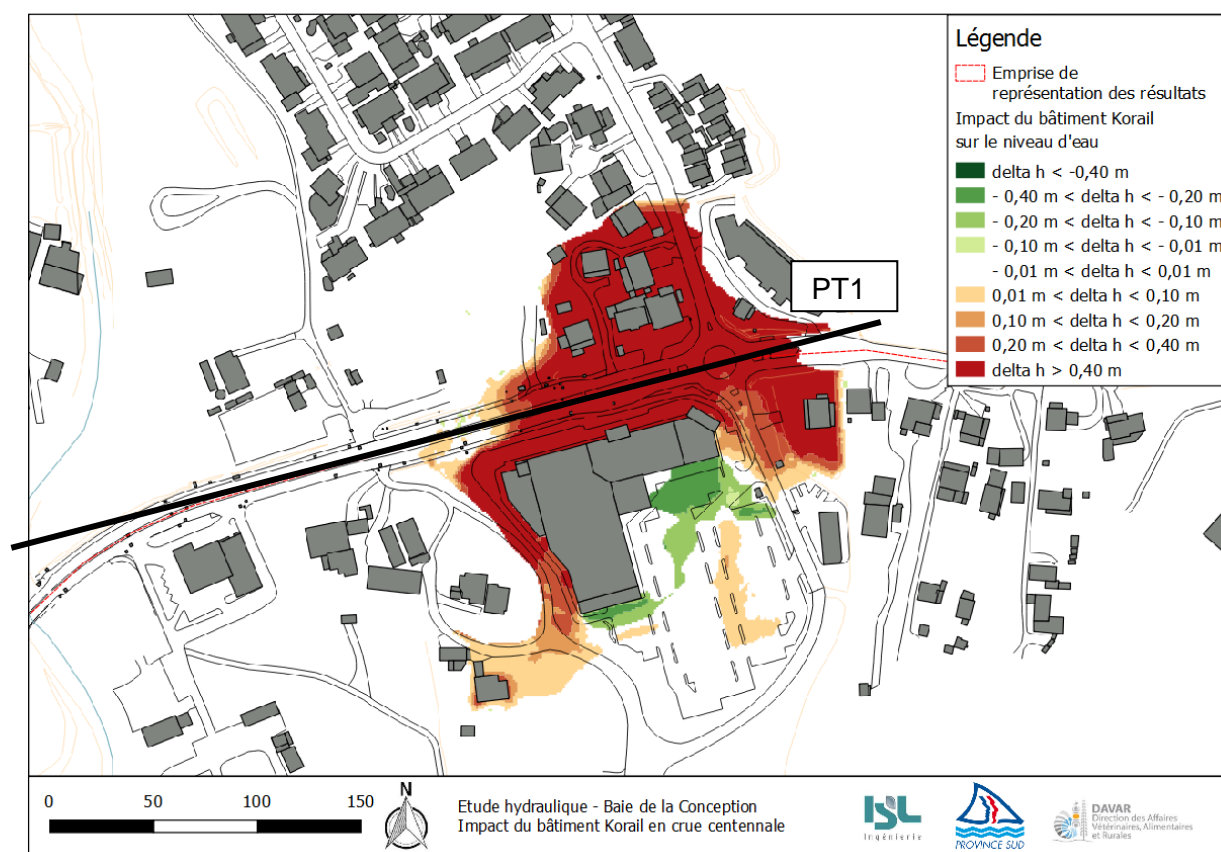 Légende
Emprise de
représentation des résultats
Impact du bâtiment Korail
sur le niveau d'eau
delta h < -0,40 m
- 0,40 m < delta h < - 0,20 m
- 0,20 m < delta h < - 0,10 m
- 0,10 m < delta h < - 0,01 m
- 0,01 m < delta h < 0,01 m
0,01 m < delta h < 0,10 m
0,10 m < delta h < 0,20 m
0,20 m < delta h < 0,40 m
delta h > 0,40 m
PT1
0 50 100 150
N
Etude hydraulique - Baie de la Conception
Impact du bâtiment Korail en crue centennale
ISL
Ingénierie
PROVINCE SUD
DAVAR
Direction des Affaires
Vétérinaires, Alimentaires
et Rurales